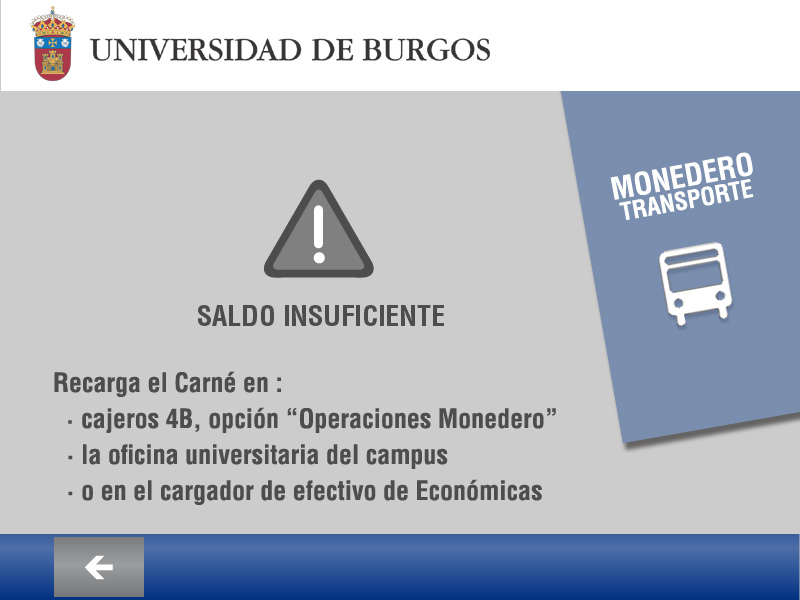 UNIVERSIDAD DE BURGOS
MONEDERO
TRANSPORTE
SALDO INSUFICIENTE
Recarga el Carné en :
· cajeros 4B, opción “Operaciones Monedero”
· la oficina universitaria del campus
· o en el cargador de efectivo de Económicas